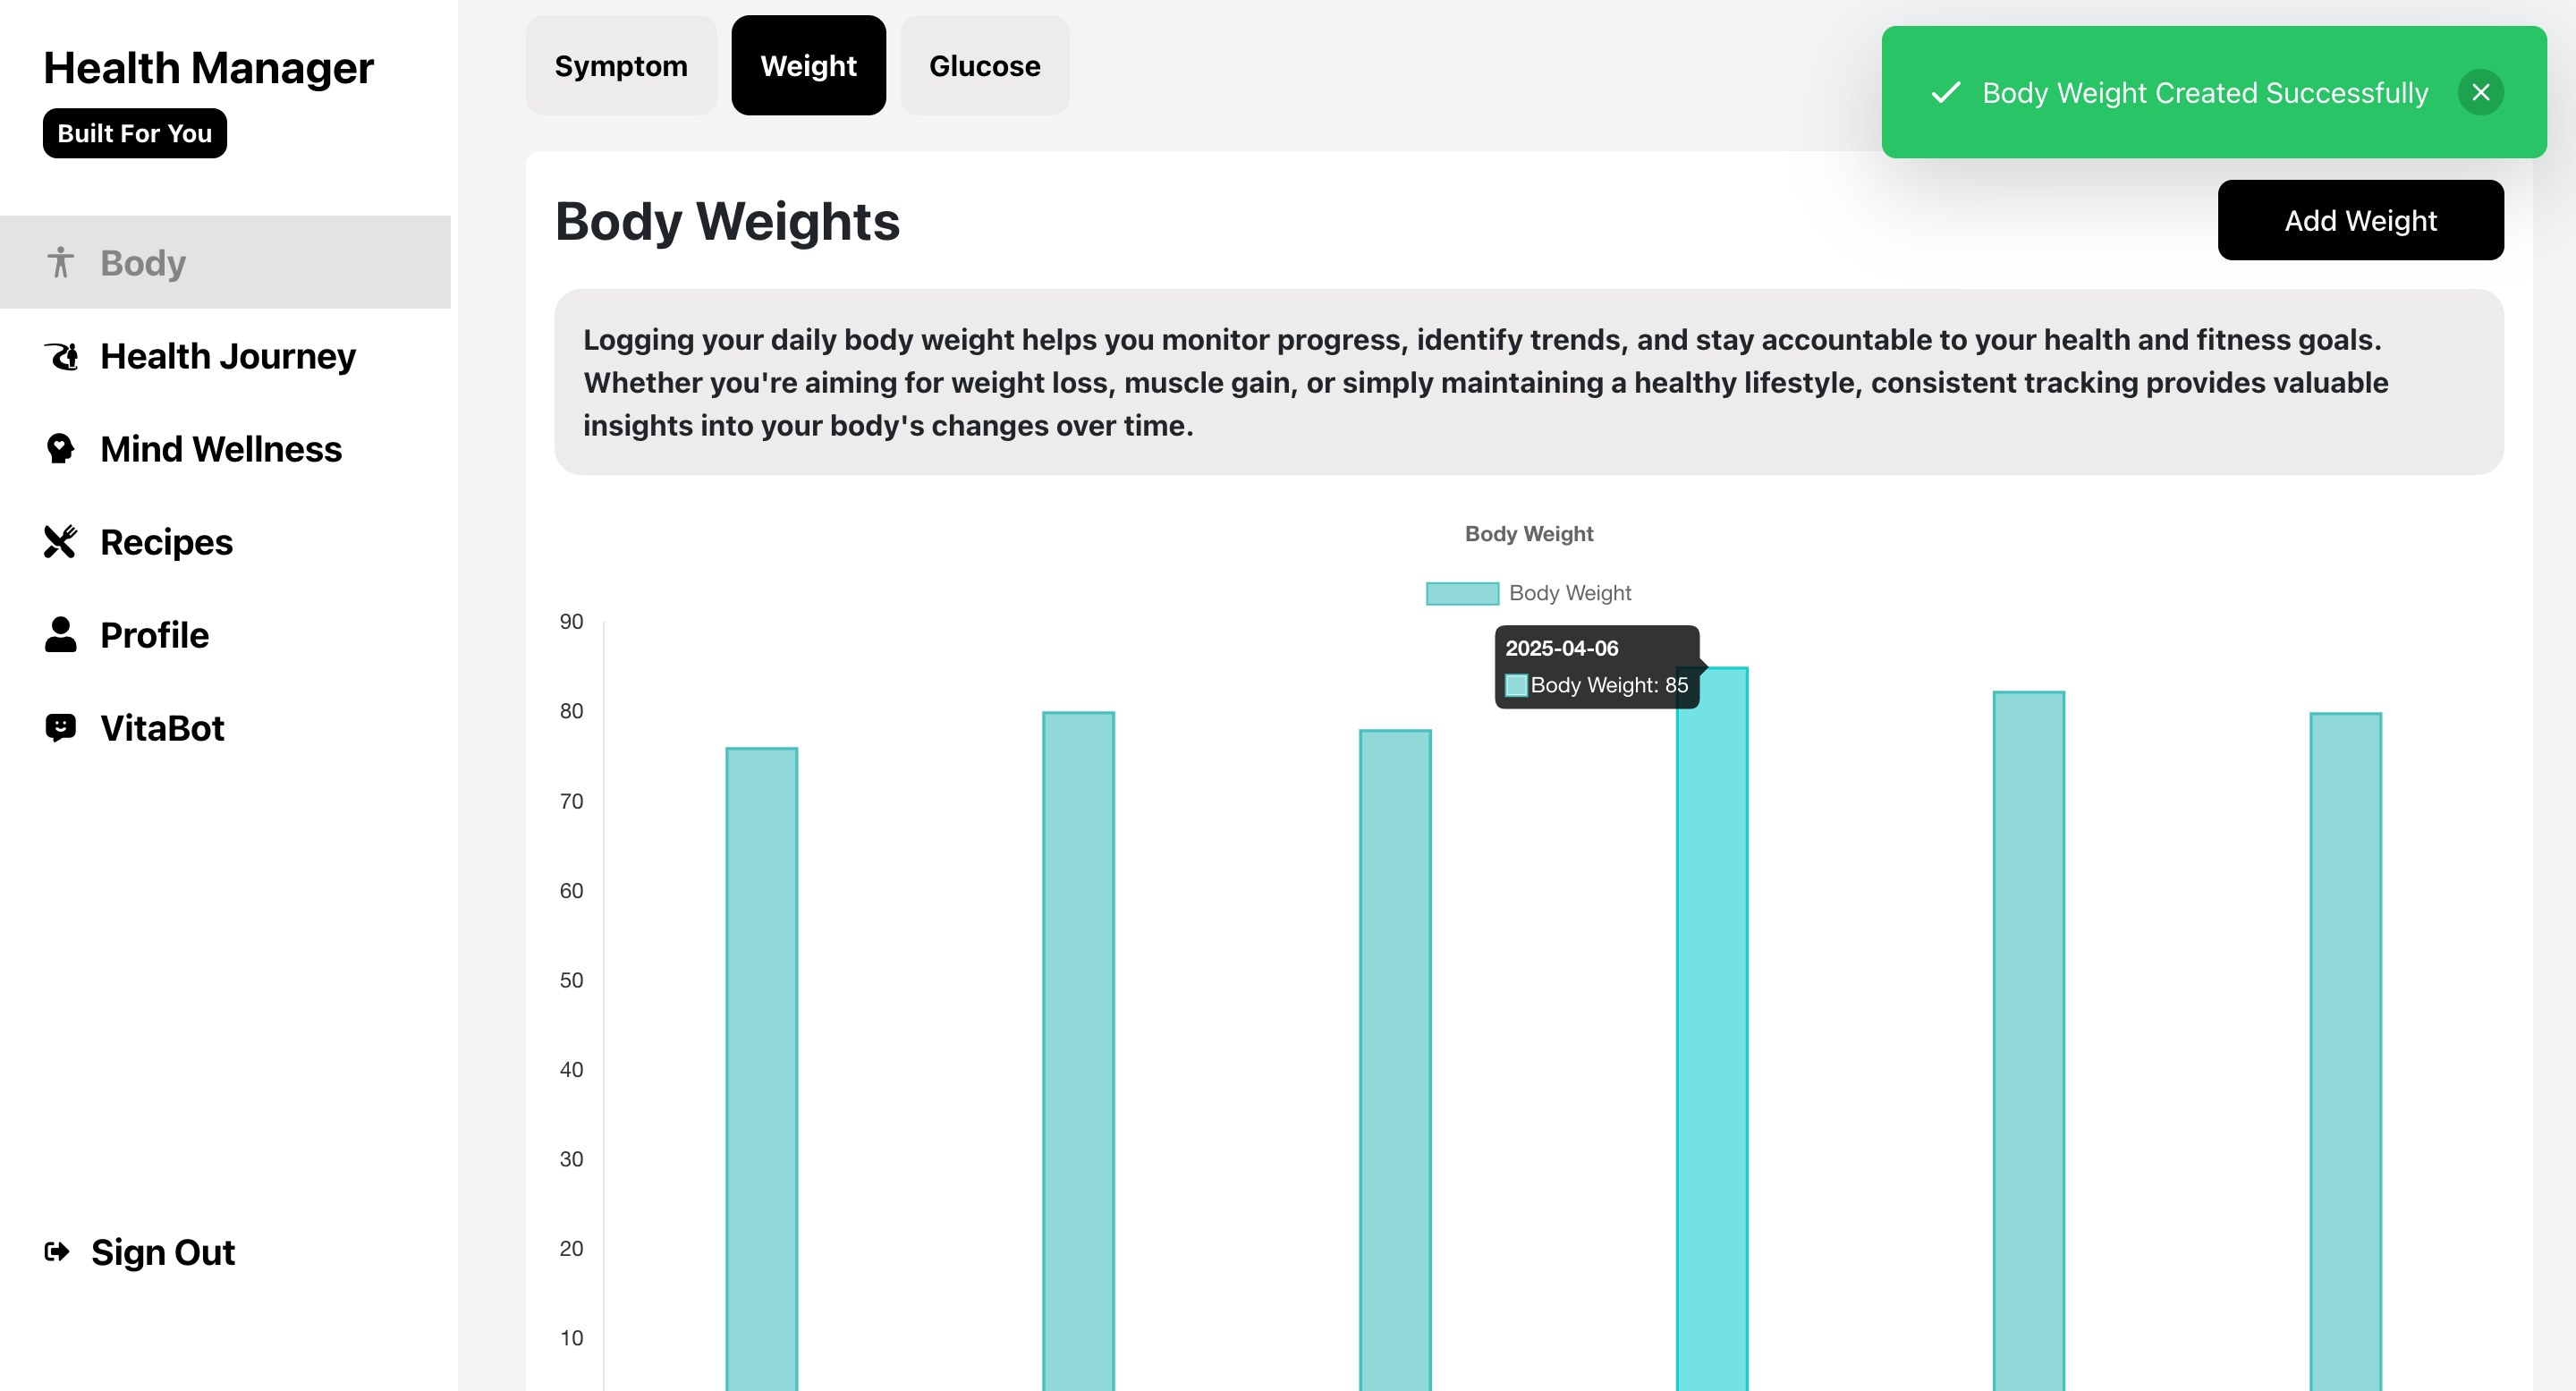 Health Manager
Built For You
Body
Health Journey
Mind Wellness
Recipes
Profile
VitaBot
Sign Out
Symptom
Weight
Glucose
Body Weight Created Successfully
Body Weights
Add Weight
Logging your daily body weight helps you monitor progress, identify trends, and stay accountable to your health and fitness goals.
Whether you're aiming for weight loss, muscle gain, or simply maintaining a healthy lifestyle, consistent tracking provides valuable
insights into your body's changes over time.
Body Weight
Body Weight
2025-04-06
Body Weight: 85
90
80
70
60
50
40
30
20
10